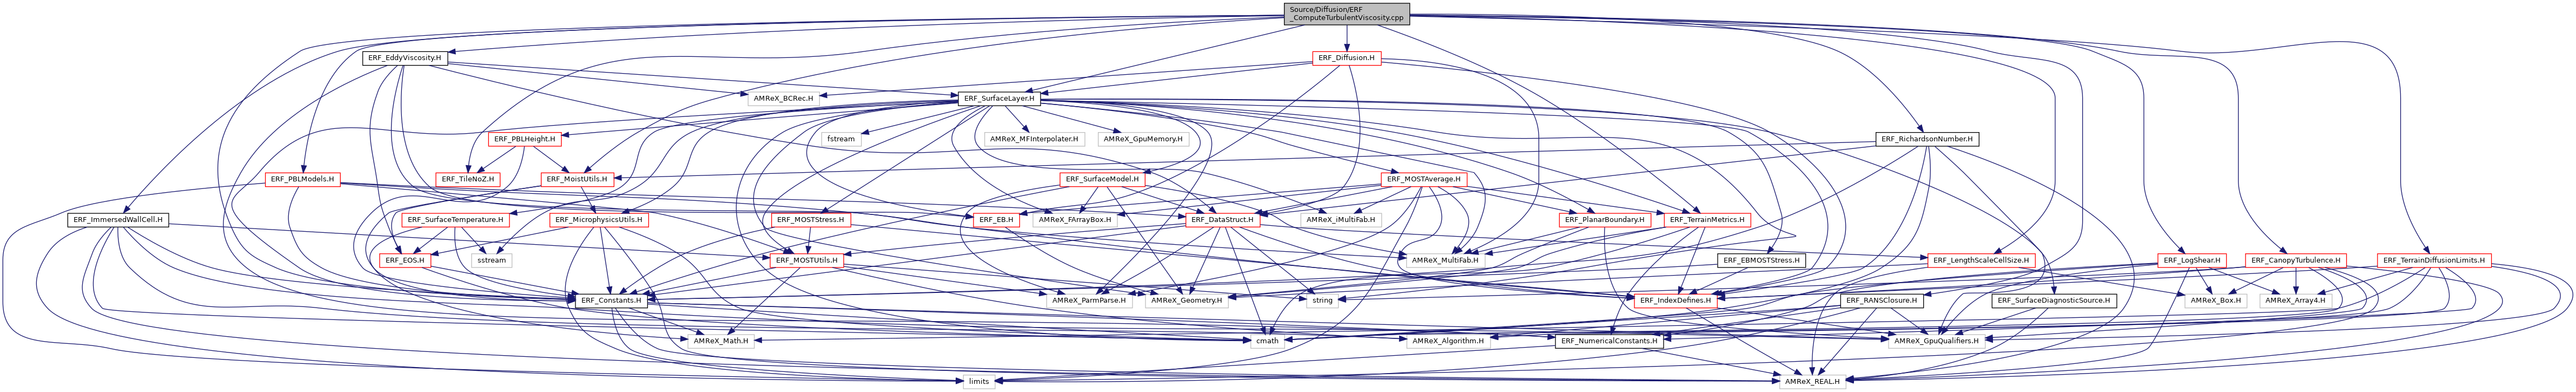 Source/Diffusion/ERF
_ComputeTurbulentViscosity.cpp
ERF_EddyViscosity.H
ERF_Diffusion.H
AMReX_BCRec.H
ERF_SurfaceLayer.H
ERF_PBLHeight.H
fstream
AMReX_MFInterpolater.H
AMReX_GpuMemory.H
ERF_RichardsonNumber.H
ERF_PBLModels.H
ERF_TileNoZ.H
ERF_MoistUtils.H
ERF_SurfaceModel.H
ERF_MOSTAverage.H
ERF_ImmersedWallCell.H
ERF_SurfaceTemperature.H
ERF_MicrophysicsUtils.H
ERF_MOSTStress.H
ERF_EB.H
AMReX_FArrayBox.H
ERF_DataStruct.H
AMReX_iMultiFab.H
ERF_PlanarBoundary.H
ERF_TerrainMetrics.H
ERF_EOS.H
sstream
ERF_MOSTUtils.H
AMReX_MultiFab.H
ERF_EBMOSTStress.H
ERF_LengthScaleCellSize.H
ERF_LogShear.H
ERF_CanopyTurbulence.H
ERF_TerrainDiffusionLimits.H
ERF_Constants.H
AMReX_ParmParse.H
AMReX_Geometry.H
string
ERF_IndexDefines.H
ERF_RANSClosure.H
ERF_SurfaceDiagnosticSource.H
AMReX_Box.H
AMReX_Array4.H
AMReX_Math.H
cmath
AMReX_Algorithm.H
ERF_NumericalConstants.H
AMReX_GpuQualifiers.H
limits
AMReX_REAL.H